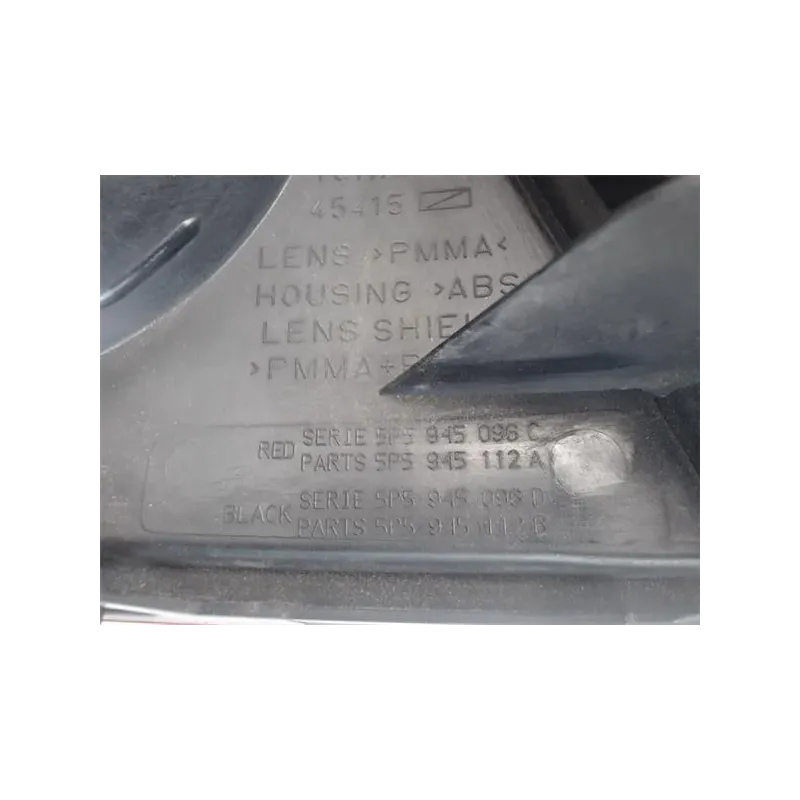 45415
LENS >PMMA<
HOUSING >ABS
LENS SHIEL
>PMMA+
RED SERIE 5P5 945 096 C
PARTS 5P5 945 112 A
BLACK SERIE 5P5 945 096 D
PARTS 5P5 945 112 B